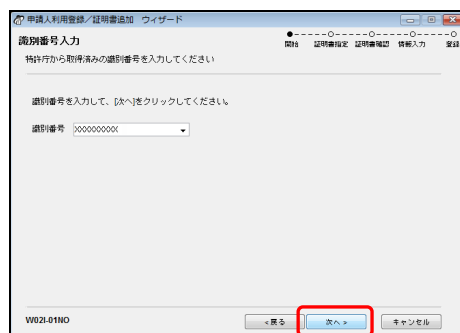 申請人利用登録／証明書追加 ウィザード
識別番号入力
特許庁から取得済みの識別番号を入力してください
開始 証明書指定 証明書確認 情報入力 登録
識別番号を入力して、[次へ]をクリックしてください。
識別番号 XXXXXXXXX
W02I-01NO
<戻る 次へ > キャンセル